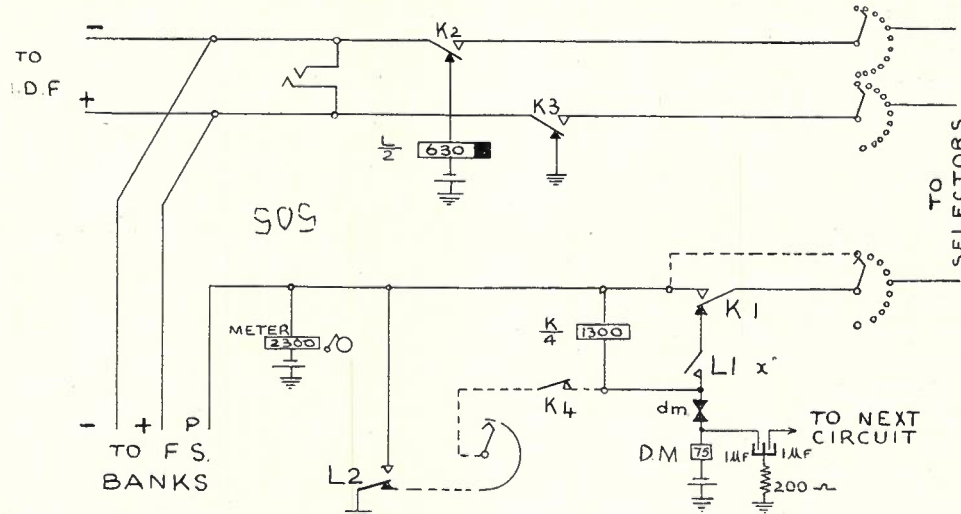 −
TO
I.D.F
+
K2
K3
L
2
630
505
TO
SELECTORS
METER
2300
K
4
1300
K1
L1 x
K4
dm
− + P
TO F.S.
BANKS
L2
D.M
75
1µF 1µF
200 Ω
TO NEXT
CIRCUIT